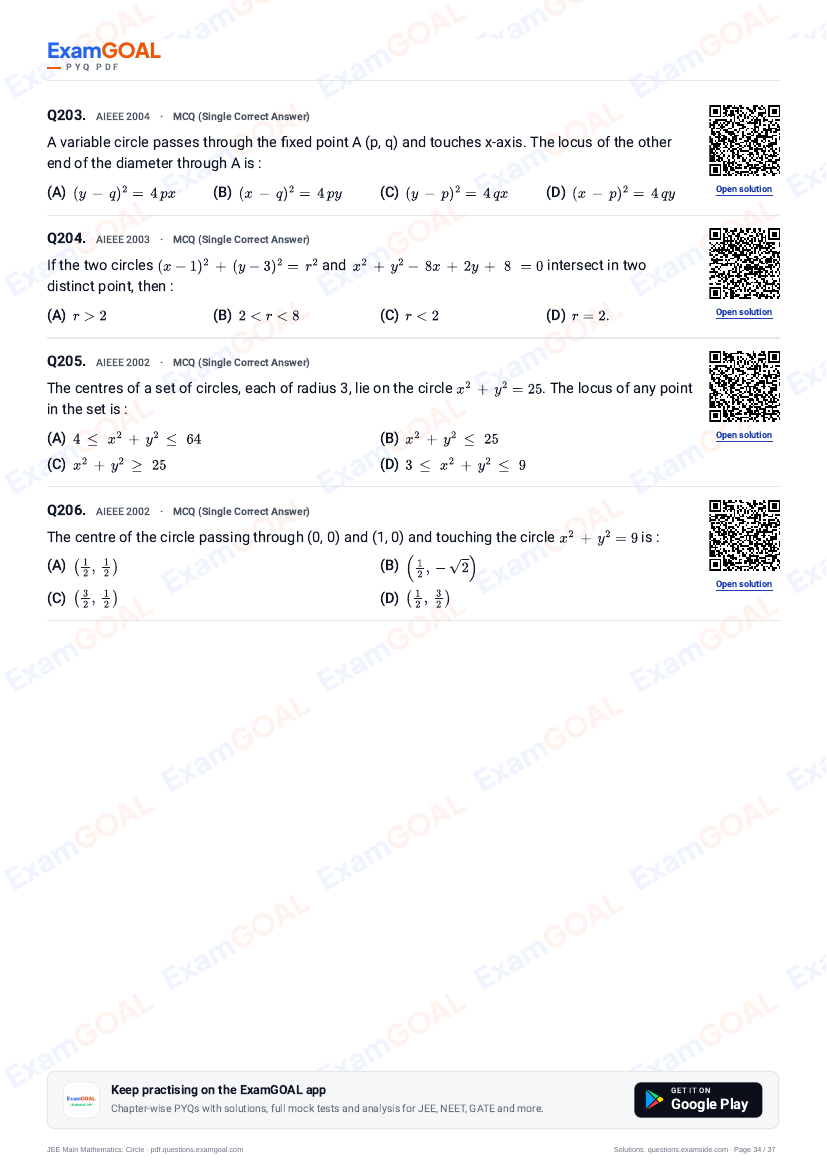 ExamGOAL
PYQ PDF
Q203. AIEEE 2004 · MCQ (Single Correct Answer)
A variable circle passes through the fixed point A (p, q) and touches x-axis. The locus of the other
end of the diameter through A is :
(A) (y − q)² = 4px (B) (x − q)² = 4py (C) (y − p)² = 4qx (D) (x − p)² = 4qy
Open solution
Q204. AIEEE 2003 · MCQ (Single Correct Answer)
If the two circles (x − 1)² + (y − 3)² = r² and x² + y² − 8x + 2y + 8 = 0 intersect in two
distinct point, then :
(A) r > 2 (B) 2 < r < 8 (C) r < 2 (D) r = 2.
Open solution
Q205. AIEEE 2002 · MCQ (Single Correct Answer)
The centres of a set of circles, each of radius 3, lie on the circle x² + y² = 25. The locus of any point
in the set is :
(A) 4 ≤ x² + y² ≤ 64 (B) x² + y² ≤ 25
(C) x² + y² ≥ 25 (D) 3 ≤ x² + y² ≤ 9
Open solution
Q206. AIEEE 2002 · MCQ (Single Correct Answer)
The centre of the circle passing through (0, 0) and (1, 0) and touching the circle x² + y² = 9 is :
(A) (1/2, 1/2) (B) (1/2, −√2)
(C) (3/2, 1/2) (D) (1/2, 3/2)
Open solution
Keep practising on the ExamGOAL app
Chapter-wise PYQs with solutions, full mock tests and analysis for JEE, NEET, GATE and more.
GET IT ON
Google Play
JEE Main Mathematics: Circle · pdf.questions.examgoal.com
Solutions: questions.examside.com · Page 34 / 37